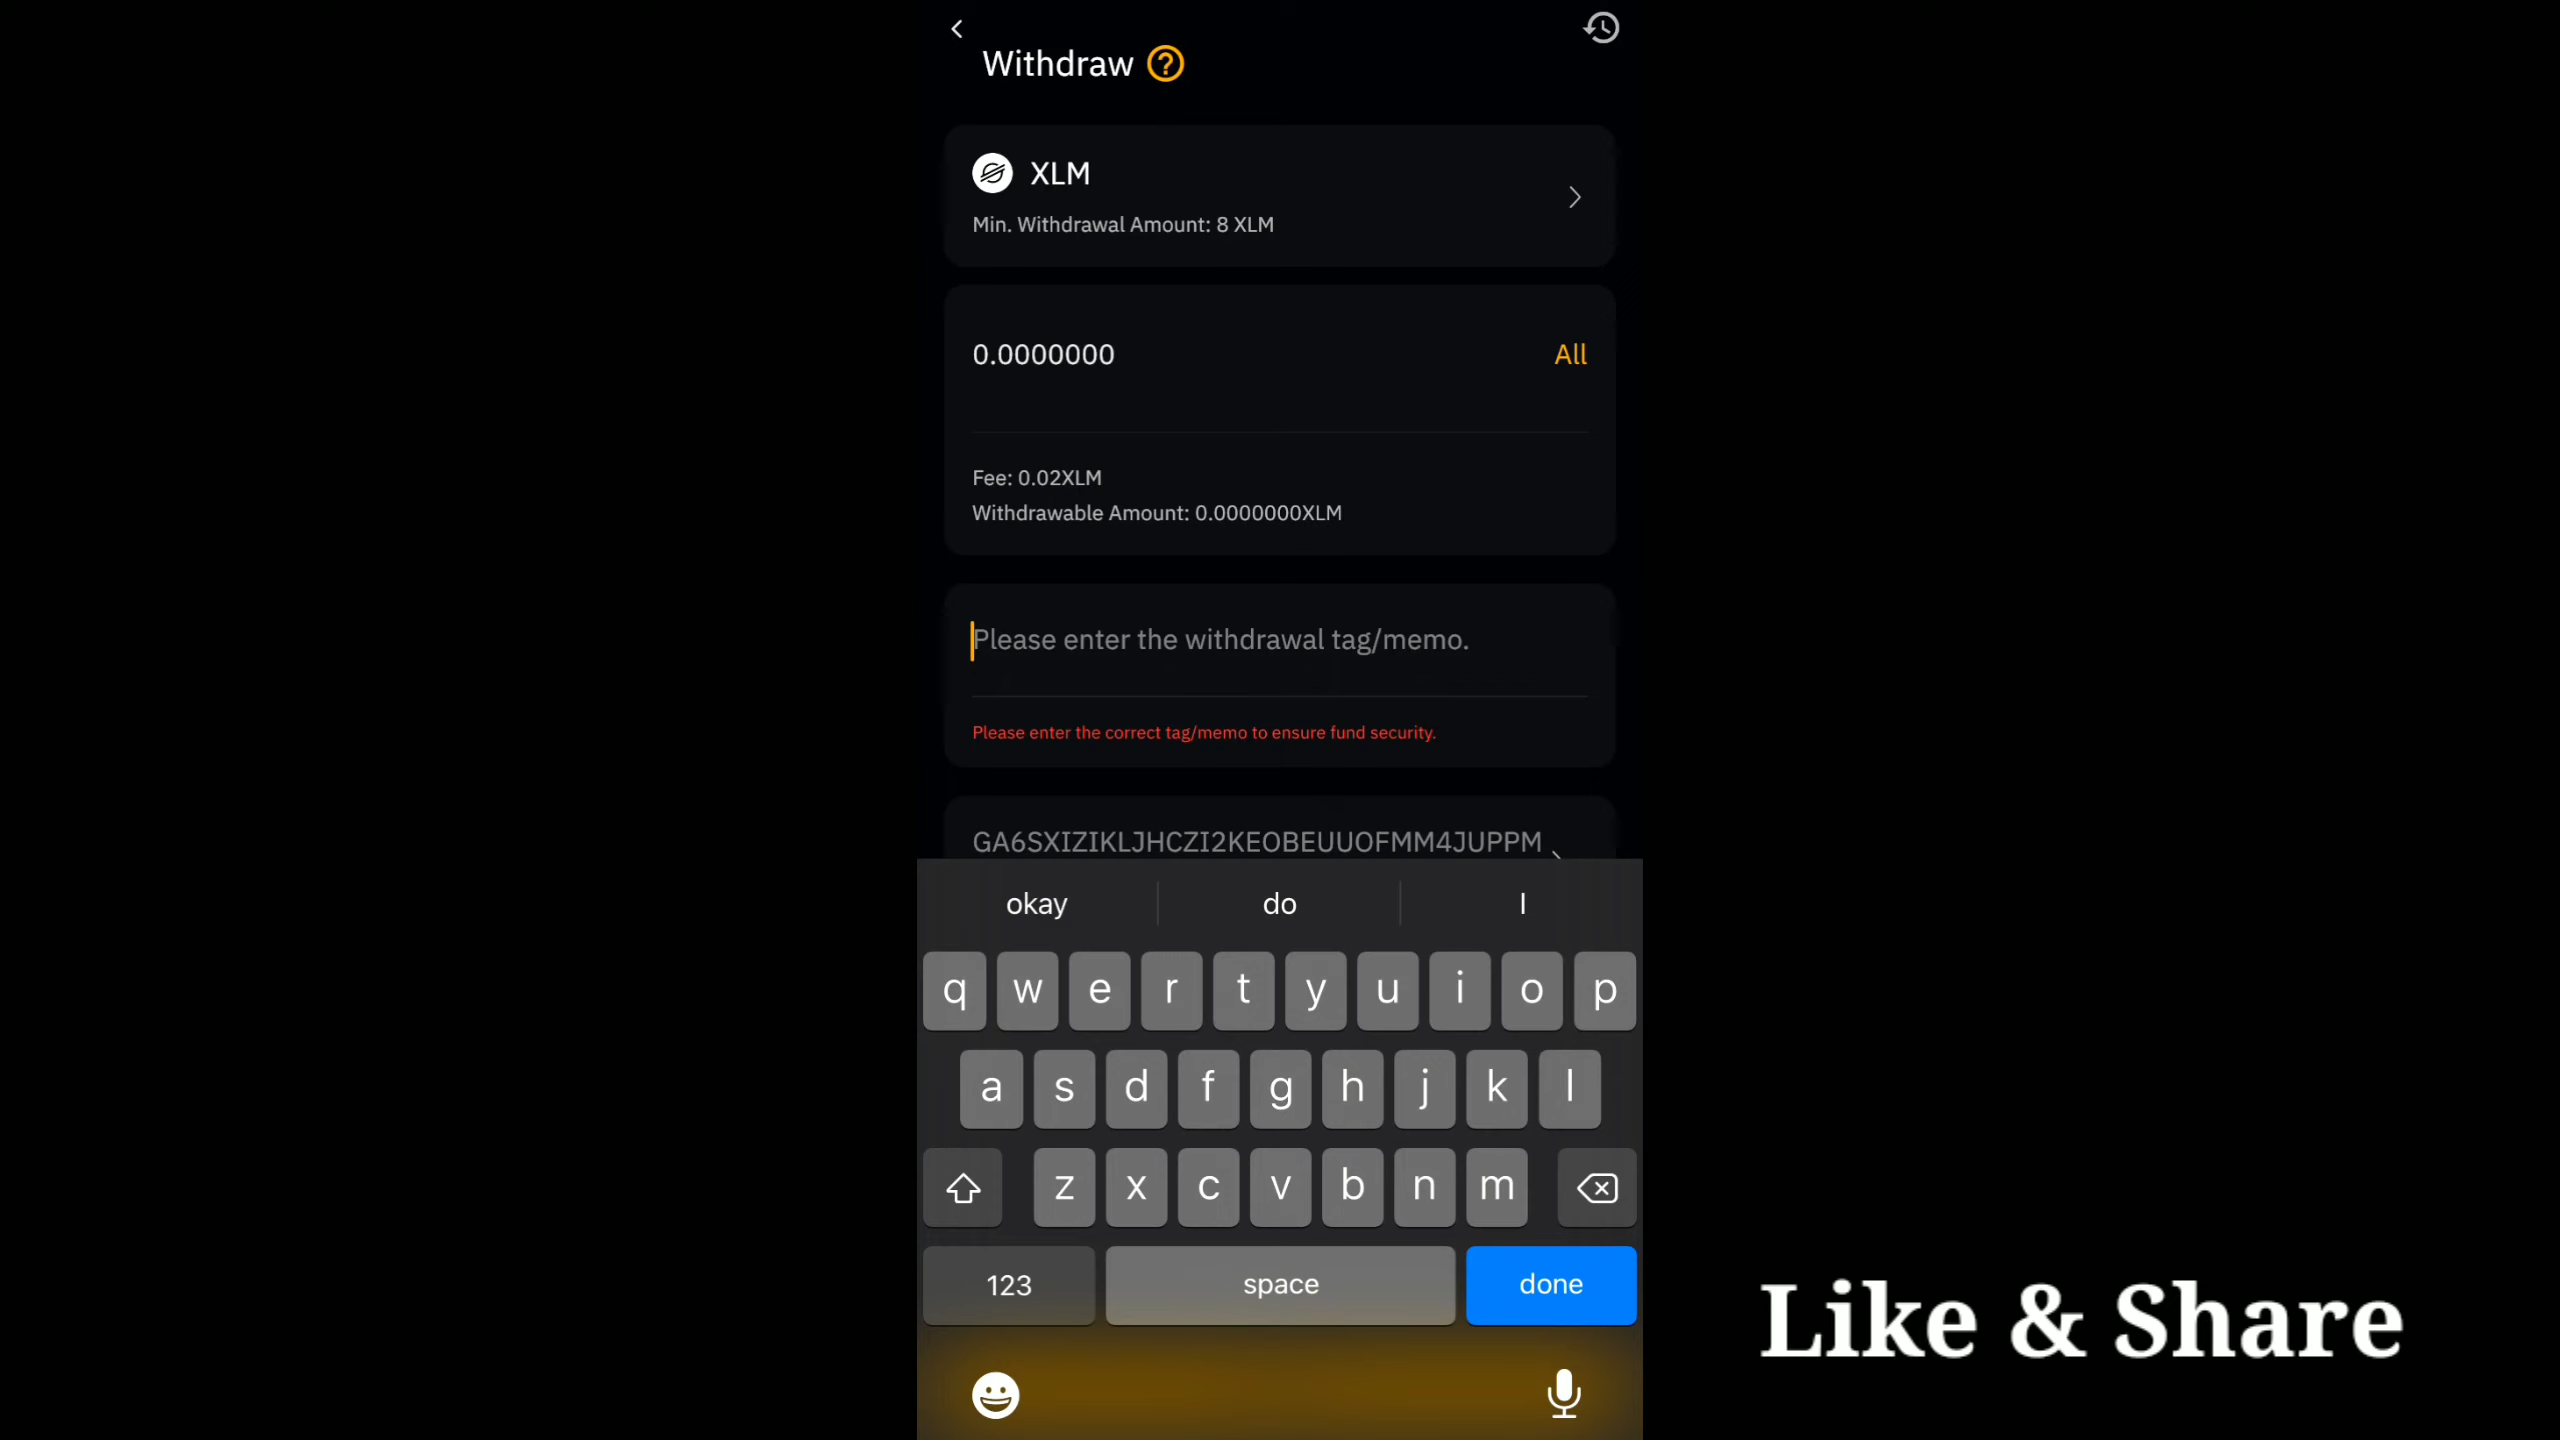 Withdraw ?
XLM
Min. Withdrawal Amount: 8 XLM
0.0000000 All
Fee: 0.02XLM
Withdrawable Amount: 0.0000000XLM
Please enter the withdrawal tag/memo.
Please enter the correct tag/memo to ensure fund security.
GA6SXIZIKLJHCZI2KEOBEUUOFMM4JUPPM
okay do I
q w e r t y u i o p
a s d f g h j k l
z x c v b n m
123 space done
Like & Share